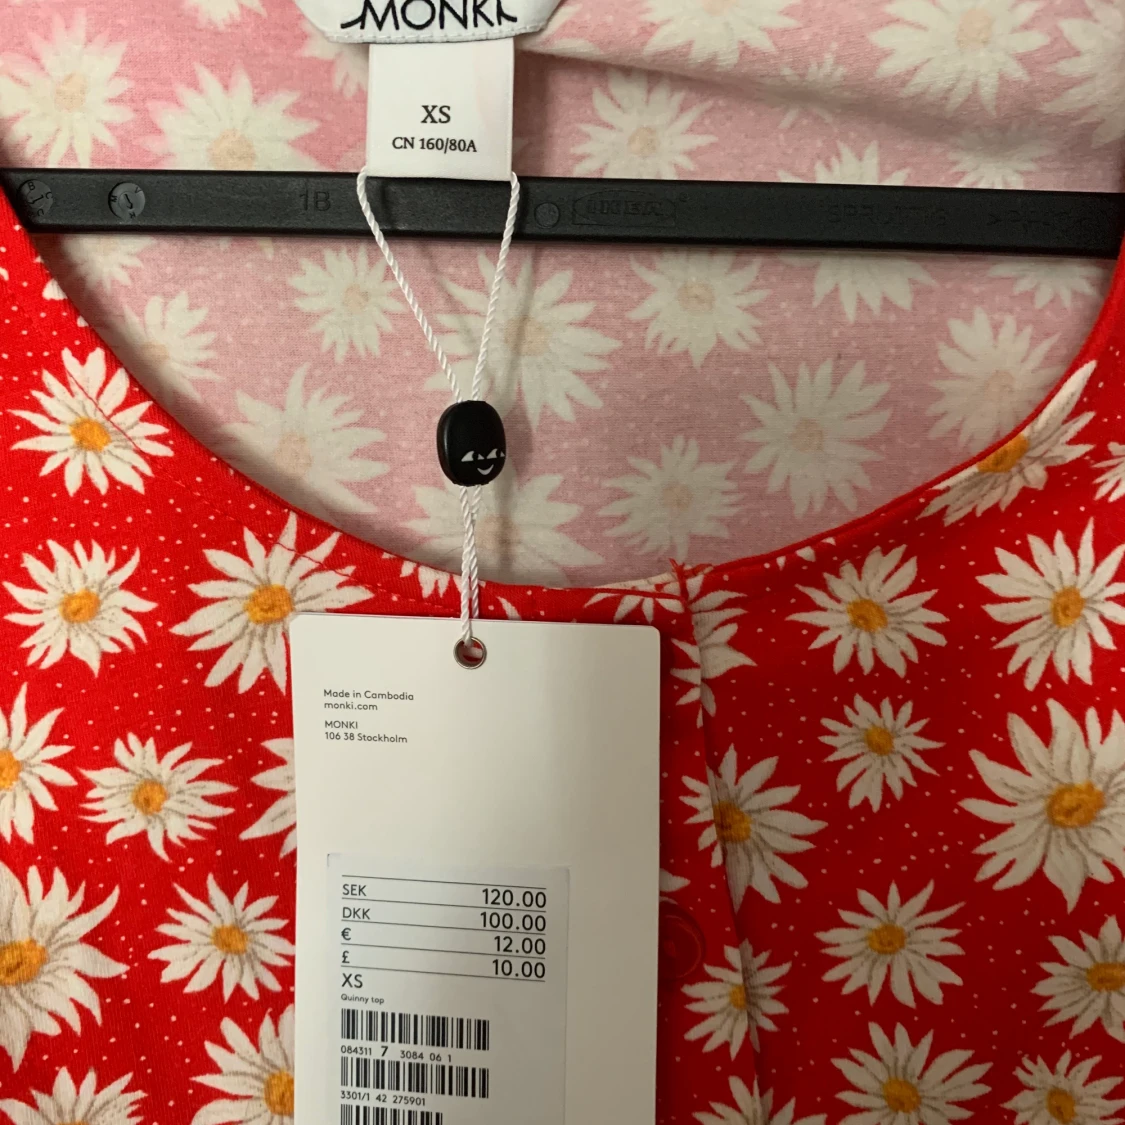 MONKI
XS
CN 160/80A
1B
IKEA
Made in Cambodia
monki.com
MONKI
106 38 Stockholm
SEK 120.00
DKK 100.00
€ 12.00
£ 10.00
XS
Quinny top
084311 7 3084 06 1
3301/1 42 275901